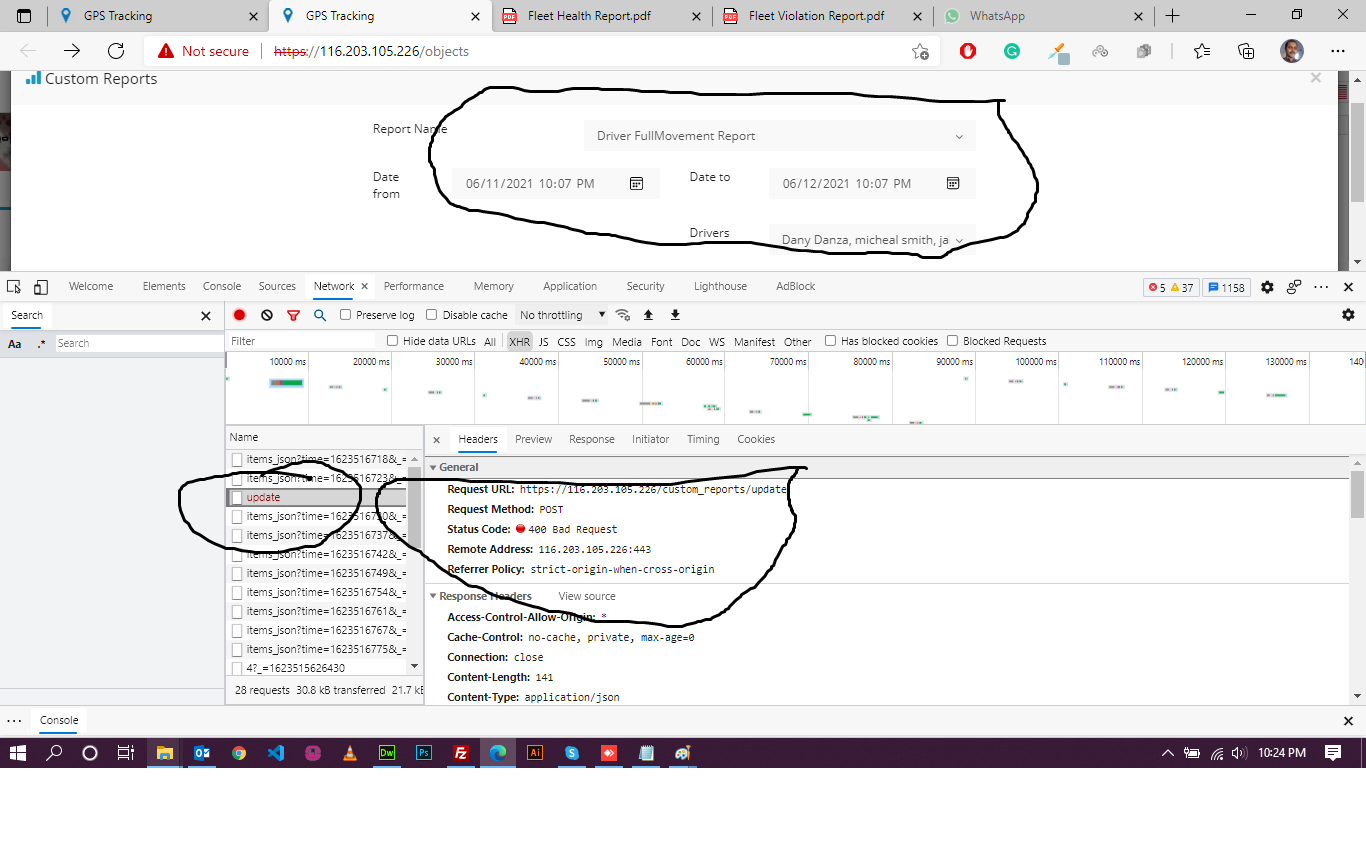 GPS Tracking
GPS Tracking
Fleet Health Report.pdf
Fleet Violation Report.pdf
WhatsApp
Not secure https://116.203.105.226/objects
Custom Reports
Report Name
Driver FullMovement Report
Date from
06/11/2021 10:07 PM
Date to
06/12/2021 10:07 PM
Drivers
Dany Danza, micheal smith, ja
Welcome Elements Console Sources Network Performance Memory Application Security Lighthouse AdBlock
5 37 1158
Search
Preserve log Disable cache No throttling
Aa .* Search
Filter Hide data URLs All XHR JS CSS Img Media Font Doc WS Manifest Other Has blocked cookies Blocked Requests
10000 ms 20000 ms 30000 ms 40000 ms 50000 ms 60000 ms 70000 ms 80000 ms 90000 ms 100000 ms 110000 ms 120000 ms 130000 ms 140
Name
Headers Preview Response Initiator Timing Cookies
items_json?time=1623516718&_=
items_json?time=1623516723&_=
update
items_json?time=1623516730&_=
items_json?time=1623516737&_=
items_json?time=1623516742&_=
items_json?time=1623516749&_=
items_json?time=1623516754&_=
items_json?time=1623516761&_=
items_json?time=1623516767&_=
items_json?time=1623516775&_=
4?_=1623515626430
28 requests 30.8 kB transferred 21.7 kB
General
Request URL: https://116.203.105.226/custom_reports/update
Request Method: POST
Status Code: 400 Bad Request
Remote Address: 116.203.105.226:443
Referrer Policy: strict-origin-when-cross-origin
Response Headers View source
Access-Control-Allow-Origin: *
Cache-Control: no-cache, private, max-age=0
Connection: close
Content-Length: 141
Content-Type: application/json
Console
Dw Ps Fz Ai S
10:24 PM